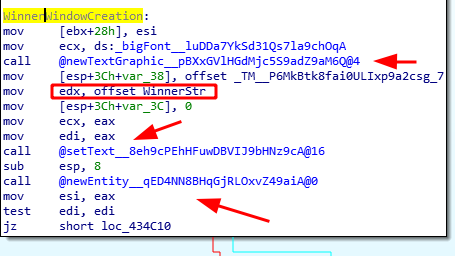 WinnerWindowCreation:
mov [ebx+28h], esi
mov ecx, ds:_bigFont__luDDa7YkSd31Qs7la9chOqA
call @newTextGraphic__pBXxGVlHGdMjc5S9adZ9aM6Q@4
mov [esp+3Ch+var_38], offset _TM__P6MkBtk8fai0ULIxp9a2csg_7
mov edx, offset WinnerStr
mov [esp+3Ch+var_3C], 0
mov ecx, eax
mov edi, eax
call @setText__8eh9cPEhHFuwDBVIJ9bHNz9cA@16
sub esp, 8
call @newEntity__qED4NN8BHqGjRLOxvZ49aiA@0
mov esi, eax
test edi, edi
jz short loc_434C10